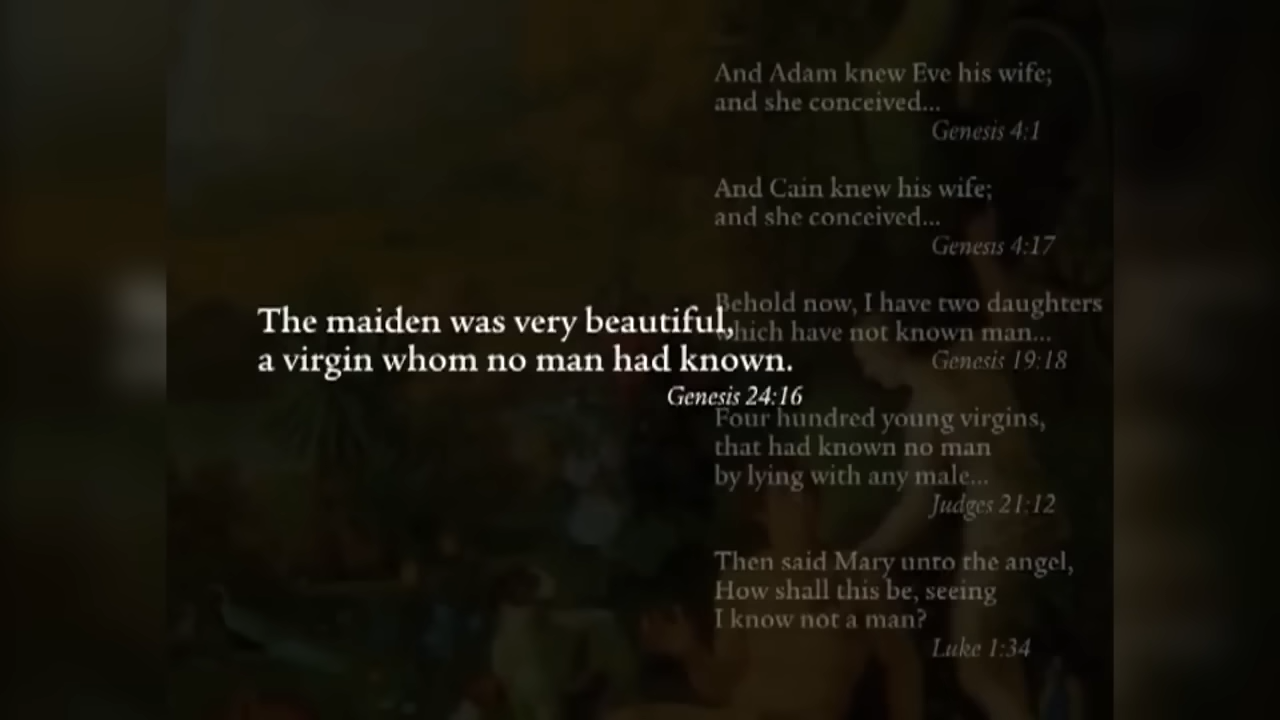 The maiden was very beautiful,
a virgin whom no man had known.
Genesis 24:16
And Adam knew Eve his wife;
and she conceived...
Genesis 4:1
And Cain knew his wife;
and she conceived...
Genesis 4:17
Behold now, I have two daughters
which have not known man...
Genesis 19:18
Four hundred young virgins,
that had known no man
by lying with any male...
Judges 21:12
Then said Mary unto the angel,
How shall this be, seeing
I know not a man?
Luke 1:34